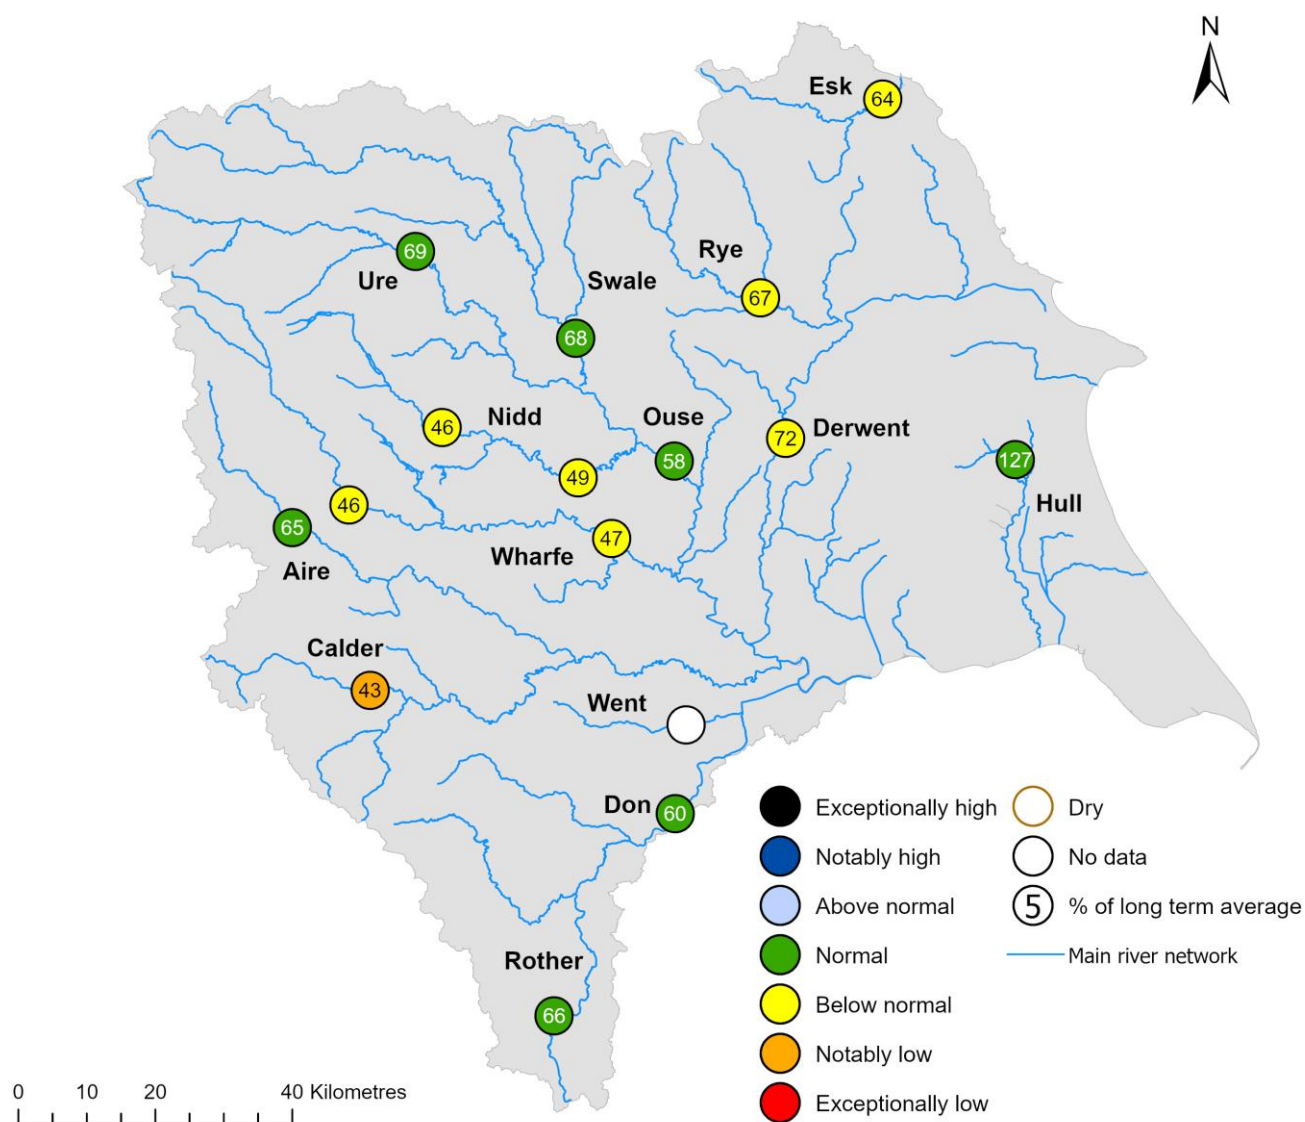 N
Esk
64
Rye
69
Ure
Swale
67
68
Nidd
Ouse
46
72
Derwent
58
127
49
46
Hull
65
47
Wharfe
Aire
Calder
43
Went
Don
60
Rother
66
Exceptionally high
Notably high
Above normal
Normal
Below normal
Notably low
Exceptionally low
Dry
No data
5 % of long term average
Main river network
0 10 20 40 Kilometres